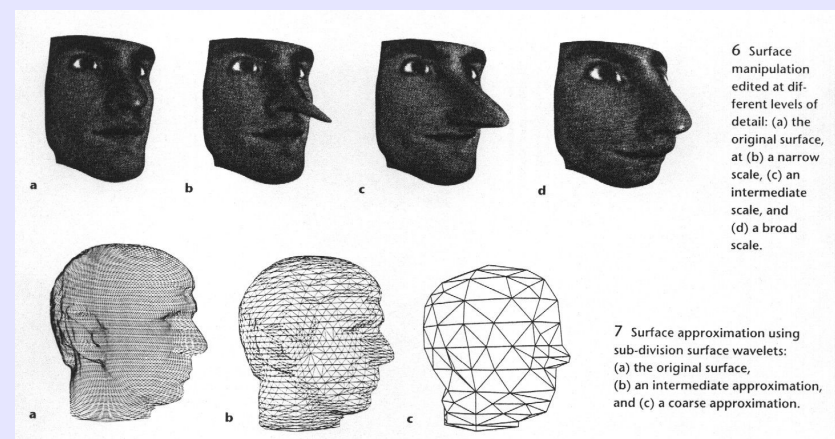 a
b
c
d
6 Surface
manipulation
edited at dif-
ferent levels of
detail: (a) the
original surface,
at (b) a narrow
scale, (c) an
intermediate
scale, and
(d) a broad
scale.
a
b
c
7 Surface approximation using
sub-division surface wavelets:
(a) the original surface,
(b) an intermediate approximation,
and (c) a coarse approximation.